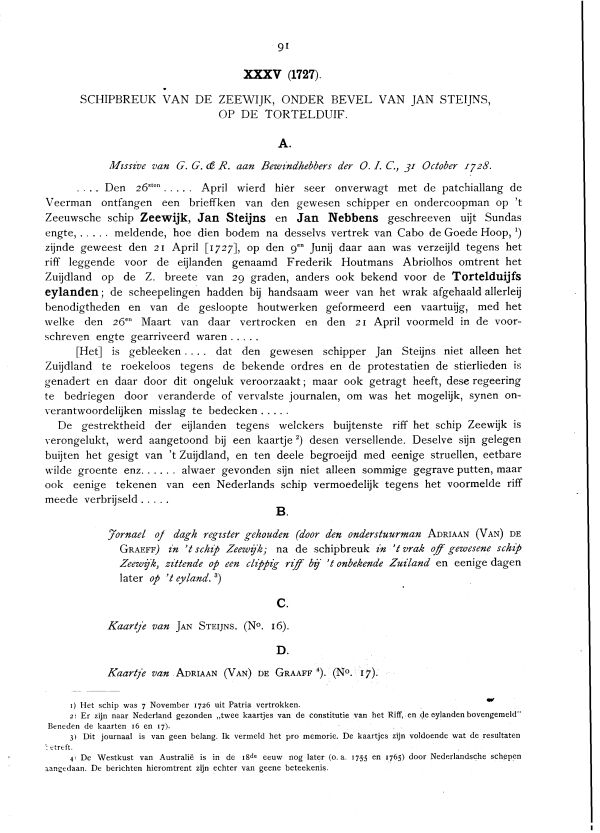 91
XXXV (1727).
SCHIPBREUK VAN DE ZEEWIJK, ONDER BEVEL VAN JAN STEIJNS,
OP DE TORTELDUIF.
A.
Missive van G. G. & R. aan Bewindhebbers der O. I. C., 31 October 1728.
.... Den 26sten ..... April wierd hier seer onverwagt met de patchiallang de
Veerman ontfangen een brieffken van den gewesen schipper en ondercoopman op 't
Zeeuwsche schip Zeewijk, Jan Steijns en Jan Nebbens geschreeven uijt Sundas
engte, ..... meldende, hoe dien bodem na desselvs vertrek van Cabo de Goede Hoop, 1)
zijnde geweest den 21 April [1727], op den 9en Junij daar aan was verzeijld tegens het
riff leggende voor de eijlanden genaamd Frederik Houtmans Abriolhos omtrent het
Zuijdland op de Z. breete van 29 graden, anders ook bekend voor de Tortelduijfs
eylanden; de scheepelingen hadden bij handsaam weer van het wrak afgehaald allerleij
benodigtheden en van de gesloopte houtwerken geformeerd een vaartuijg, med het
welke den 26en Maart van daar vertrocken en den 21 April voormeld in de voor-
schreven engte gearriveerd waren .....
[Het] is gebleeken .... dat den gewesen schipper Jan Steijns niet alleen het
Zuijdland te roekeloos tegens de bekende ordres en de protestatien de stierlieden is
genadert en daar door dit ongeluk veroorzaakt; maar ook getragt heeft, dese regeering
te bedriegen door veranderde of vervalste journalen, om was het mogelijk, synen on-
verantwoordelijken misslag te bedecken .....
De gestrektheid der eijlanden tegens welckers buijtenste riff het schip Zeewijk is
verongelukt, werd aangetoond bij een kaartje 2) desen versellende. Deselve sijn gelegen
buijten het gesigt van 't Zuijdland, en ten deele begroeijd met eenige struellen, eetbare
wilde groente enz...... alwaer gevonden sijn niet alleen sommige gegrave putten, maar
ook eenige tekenen van een Nederlands schip vermoedelijk tegens het voormelde riff
meede verbrijseld .....
B.
Jornael of dagh register gehouden (door den onderstuurman ADRIAAN (VAN) DE
GRAEFF) in 't schip Zeewijk; na de schipbreuk in 't vrak off gewesene schip
Zeewijk, zittende op een clippig riff bij 't onbekende Zuiland en eenige dagen
later op 't eyland. 3)
C.
Kaartje van JAN STEIJNS. (No. 16).
D.
Kaartje van ADRIAAN (VAN) DE GRAAFF 4). (No. 17).
1) Het schip was 7 November 1726 uit Patria vertrokken.
2) Er zijn naar Nederland gezonden „twee kaartjes van de constitutie van het Riff, en de eylanden bovengemeld"
Beneden de kaarten 16 en 17).
3) Dit journaal is van geen belang. Ik vermeld het pro memorie. De kaartjes zijn voldoende wat de resultaten
betreft.
4) De Westkust van Australië is in de 18de eeuw nog later (o. a. 1755 en 1765) door Nederlandsche schepen
aangedaan. De berichten hieromtrent zijn echter van geene beteekenis.